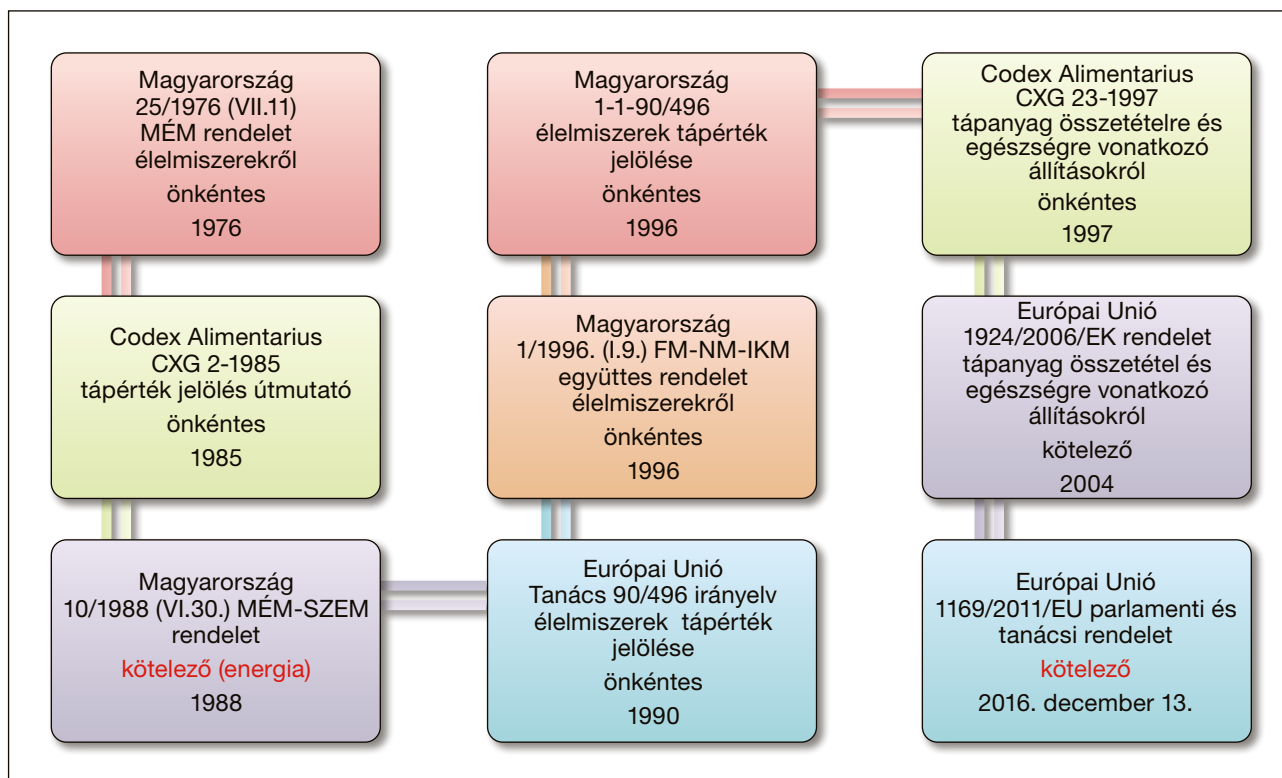 Magyarország
25/1976 (VII.11)
MÉM rendelet
élelmiszerekről
önkéntes
1976
Codex Alimentarius
CXG 2-1985
tápérték jelölés útmutató
önkéntes
1985
Magyarország
10/1988 (VI.30.) MÉM-SZEM
rendelet
kötelező (energia)
1988
Európai Unió
Tanács 90/496 irányelv
élelmiszerek tápérték
jelölése
önkéntes
1990
Magyarország
1/1996. (I.9.) FM-NM-IKM
együttes rendelet
élelmiszerekről
önkéntes
1996
Magyarország
1-1-90/496
élelmiszerek tápérték
jelölése
önkéntes
1996
Codex Alimentarius
CXG 23-1997
tápanyag összetételre és
egészségre vonatkozó
állításokról
önkéntes
1997
Európai Unió
1924/2006/EK rendelet
tápanyag összetétel és
egészségre vonatkozó
állításokról
kötelező
2004
Európai Unió
1169/2011/EU parlamenti és
tanácsi rendelet
kötelező
2016. december 13.